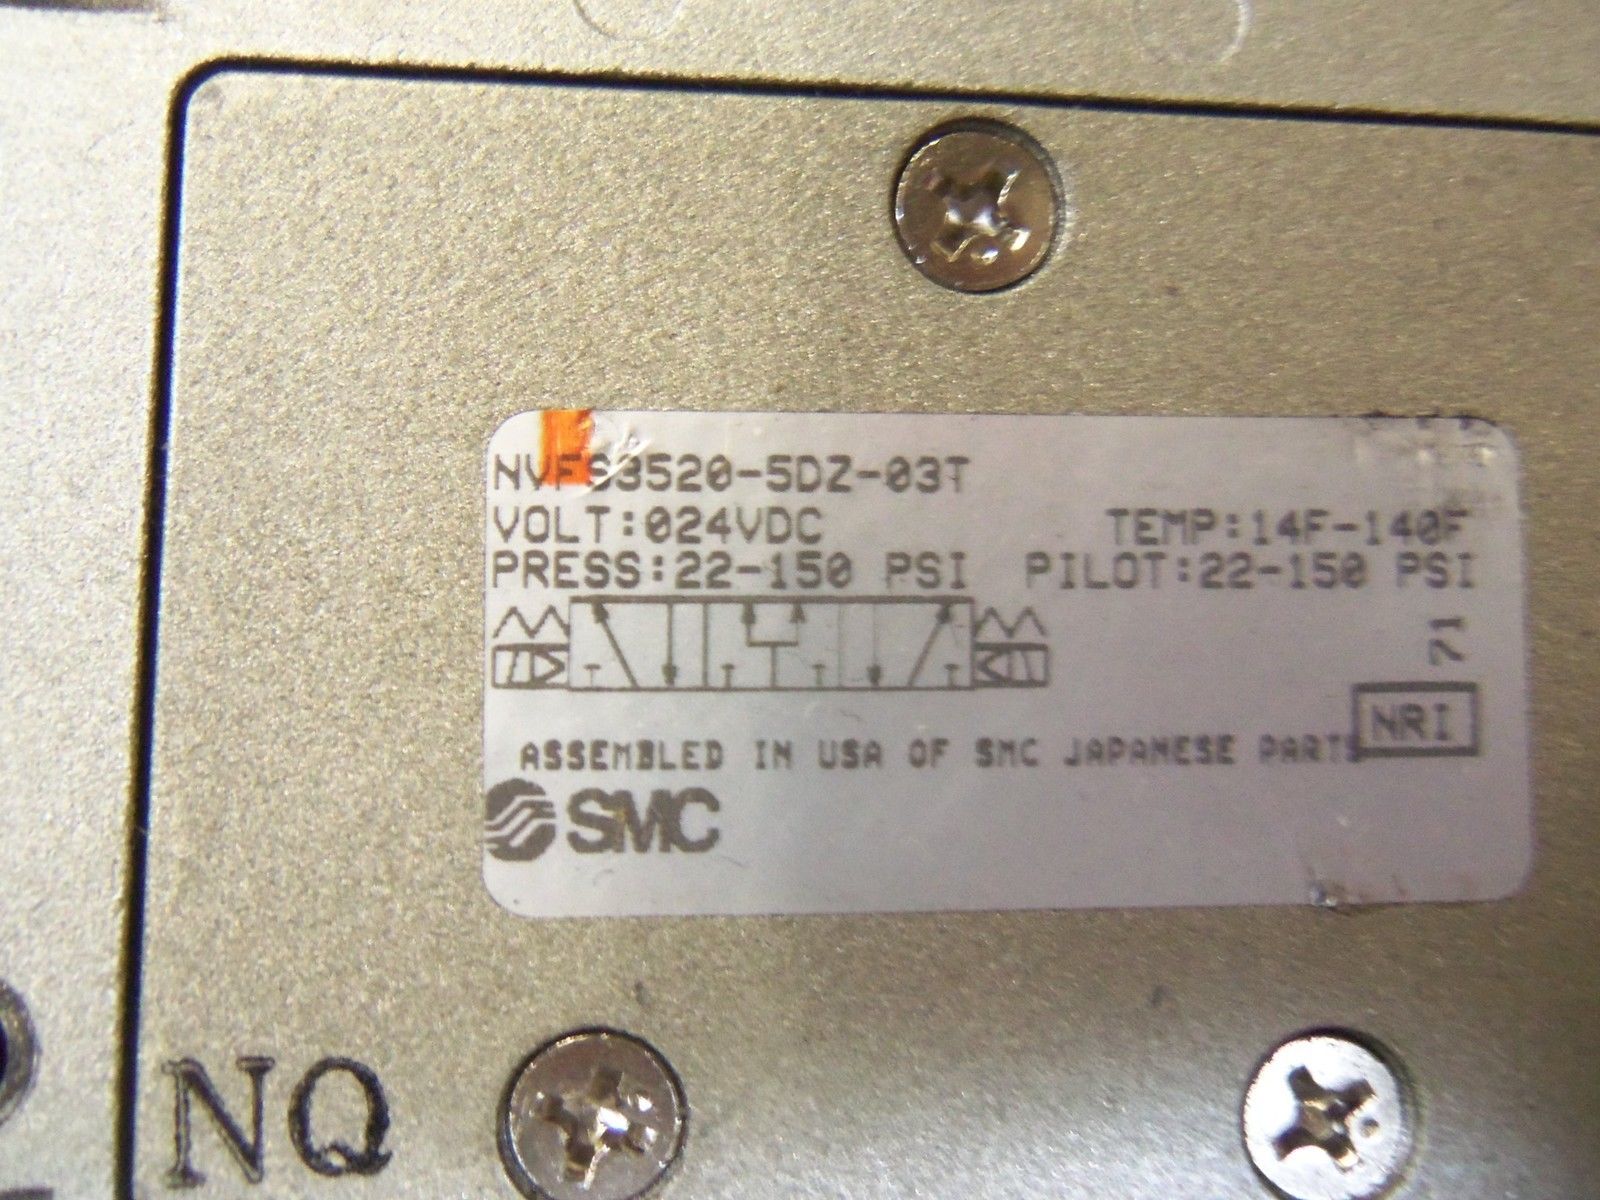 NVFS3520-5DZ-03T
VOLT:024VDC TEMP:14F-140F
PRESS:22-150 PSI PILOT:22-150 PSI
71
NRI
ASSEMBLED IN USA OF SMC JAPANESE PARTS
SMC
NQ